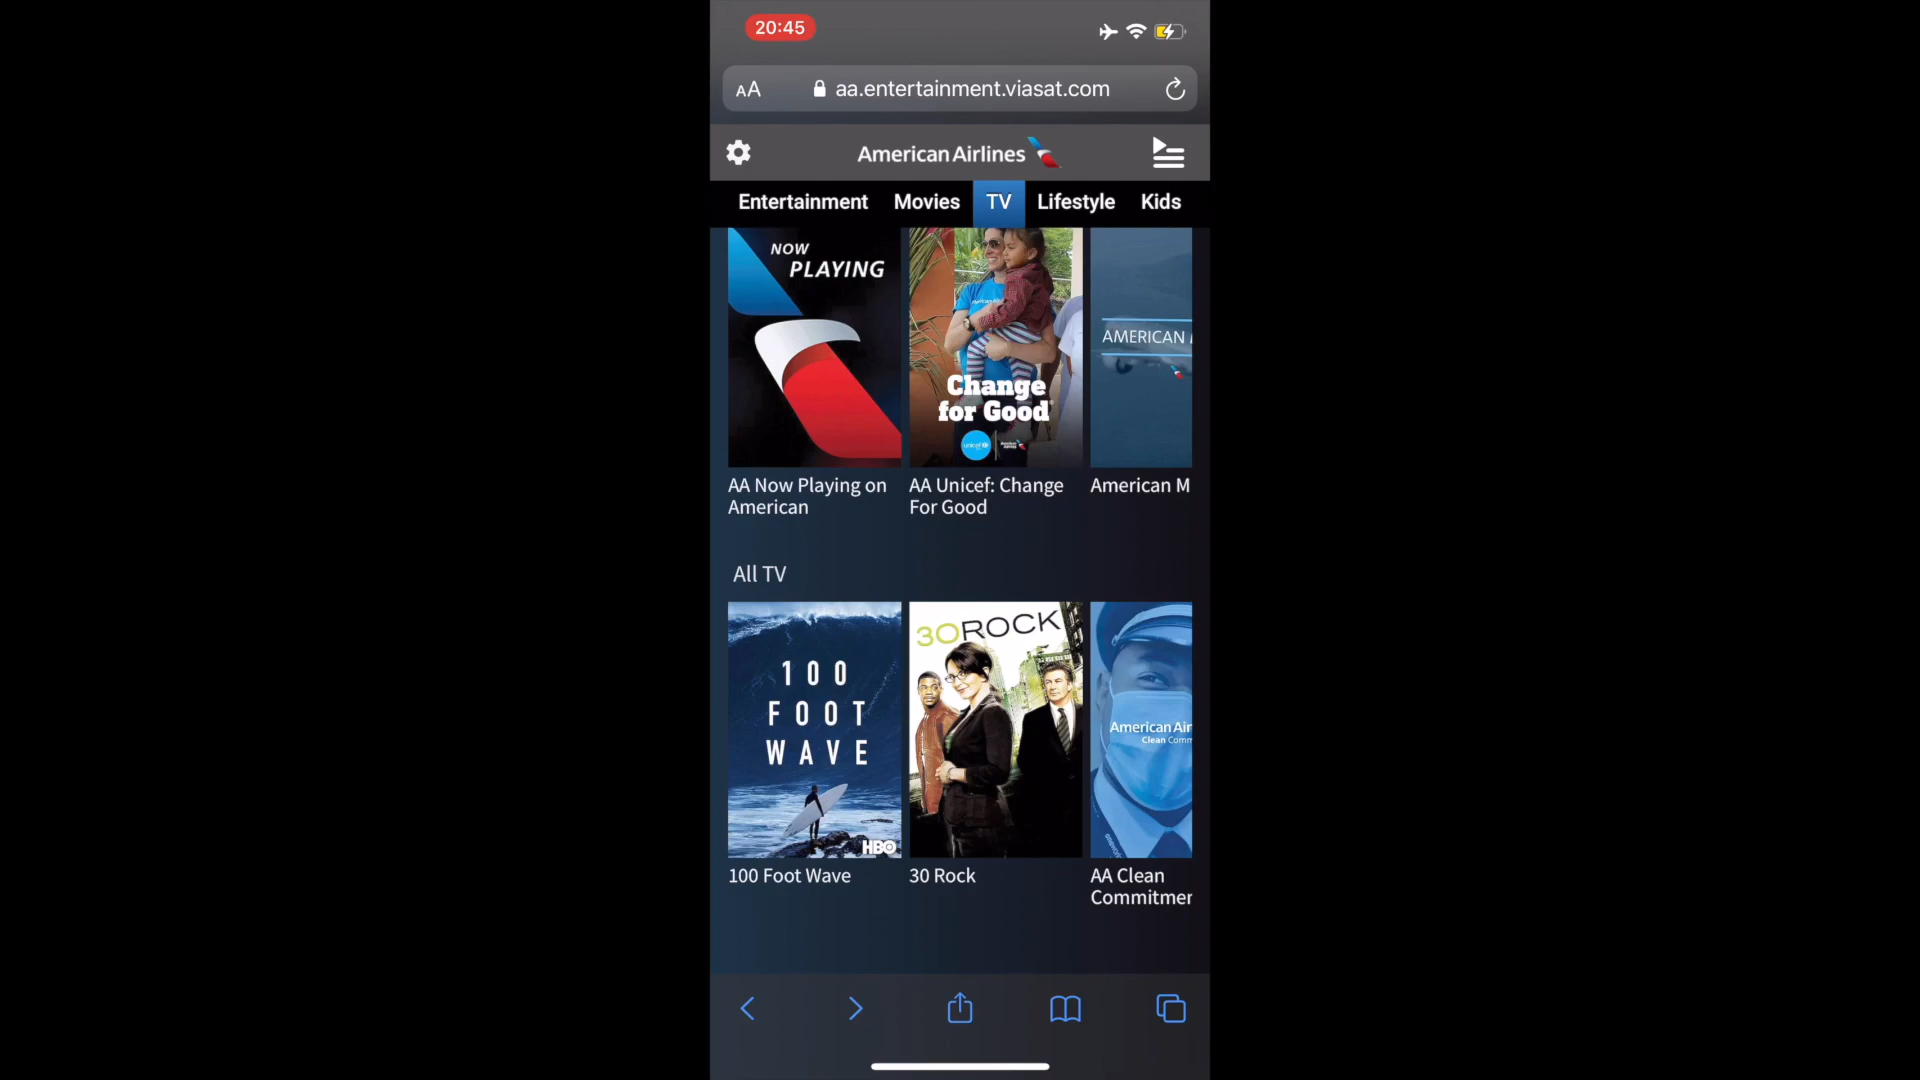 20:45
AA aa.entertainment.viasat.com
American Airlines
Entertainment Movies TV Lifestyle Kids
NOW
PLAYING
Change
for Good
unicef
AMERICAN
AA Now Playing on
American
AA Unicef: Change
For Good
American M
All TV
100
FOOT
WAVE
HBO
30ROCK
American Air
Clean Comm
100 Foot Wave
30 Rock
AA Clean
Commitmen